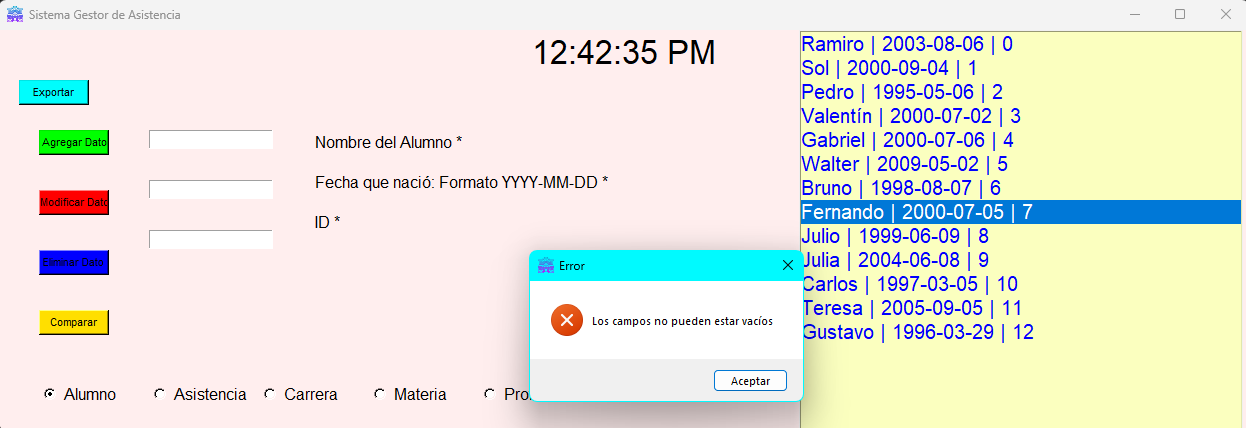 Sistema Gestor de Asistencia
12:42:35 PM
Exportar
Agregar Dato
Nombre del Alumno *
Fecha que nació: Formato YYYY-MM-DD *
Modificar Dato
ID *
Eliminar Dato
Comparar
Alumno
Asistencia
Carrera
Materia
Error
Los campos no pueden estar vacíos
Aceptar
Ramiro | 2003-08-06 | 0
Sol | 2000-09-04 | 1
Pedro | 1995-05-06 | 2
Valentín | 2000-07-02 | 3
Gabriel | 2000-07-06 | 4
Walter | 2009-05-02 | 5
Bruno | 1998-08-07 | 6
Fernando | 2000-07-05 | 7
Julio | 1999-06-09 | 8
Julia | 2004-06-08 | 9
Carlos | 1997-03-05 | 10
Teresa | 2005-09-05 | 11
Gustavo | 1996-03-29 | 12